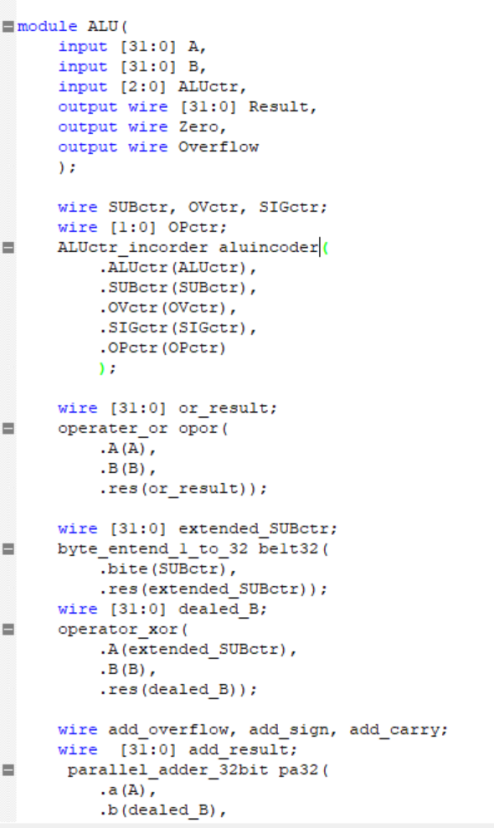 module ALU(
input [31:0] A,
input [31:0] B,
input [2:0] ALUctr,
output wire [31:0] Result,
output wire Zero,
output wire Overflow
);
wire SUBctr, OVctr, SIGctr;
wire [1:0] OPctr;
ALUctr_incorder aluincoder(
.ALUctr(ALUctr),
.SUBctr(SUBctr),
.OVctr(OVctr),
.SIGctr(SIGctr),
.OPctr(OPctr)
);
wire [31:0] or_result;
operater_or opor(
.A(A),
.B(B),
.res(or_result));
wire [31:0] extended_SUBctr;
byte_entend_1_to_32 be1t32(
.bite(SUBctr),
.res(extended_SUBctr));
wire [31:0] dealed_B;
operator_xor(
.A(extended_SUBctr),
.B(B),
.res(dealed_B));
wire add_overflow, add_sign, add_carry;
wire  [31:0] add_result;
parallel_adder_32bit pa32(
.a(A),
.b(dealed_B),